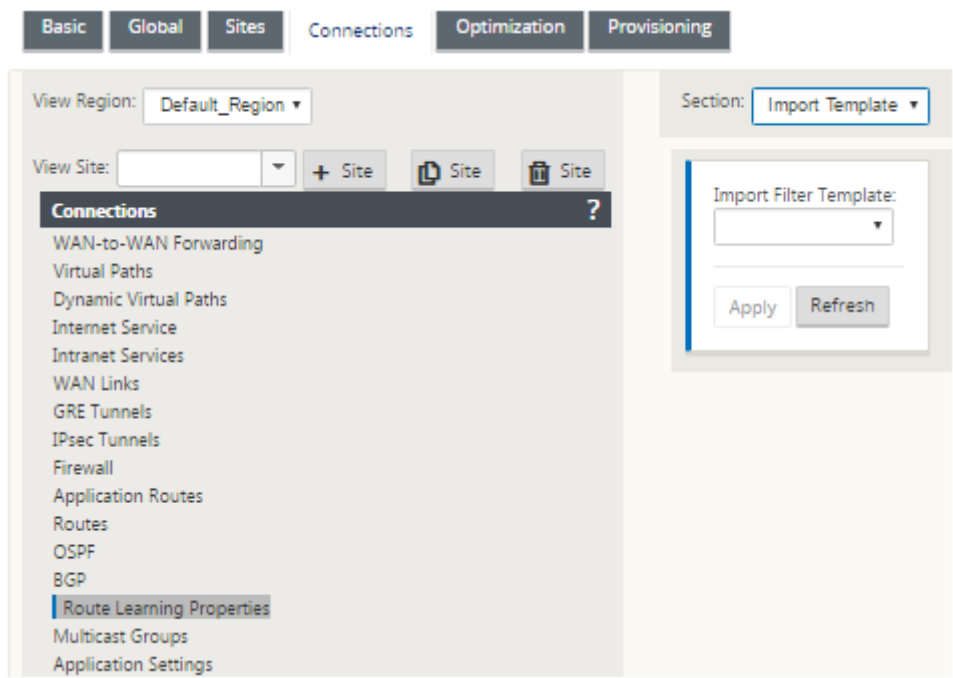 Basic Global Sites Connections Optimization Provisioning
View Region: Default_Region
Section: Import Template
View Site: + Site Site Site
Connections ?
Import Filter Template:
Apply Refresh
WAN-to-WAN Forwarding
Virtual Paths
Dynamic Virtual Paths
Internet Service
Intranet Services
WAN Links
GRE Tunnels
IPsec Tunnels
Firewall
Application Routes
Routes
OSPF
BGP
Route Learning Properties
Multicast Groups
Application Settings